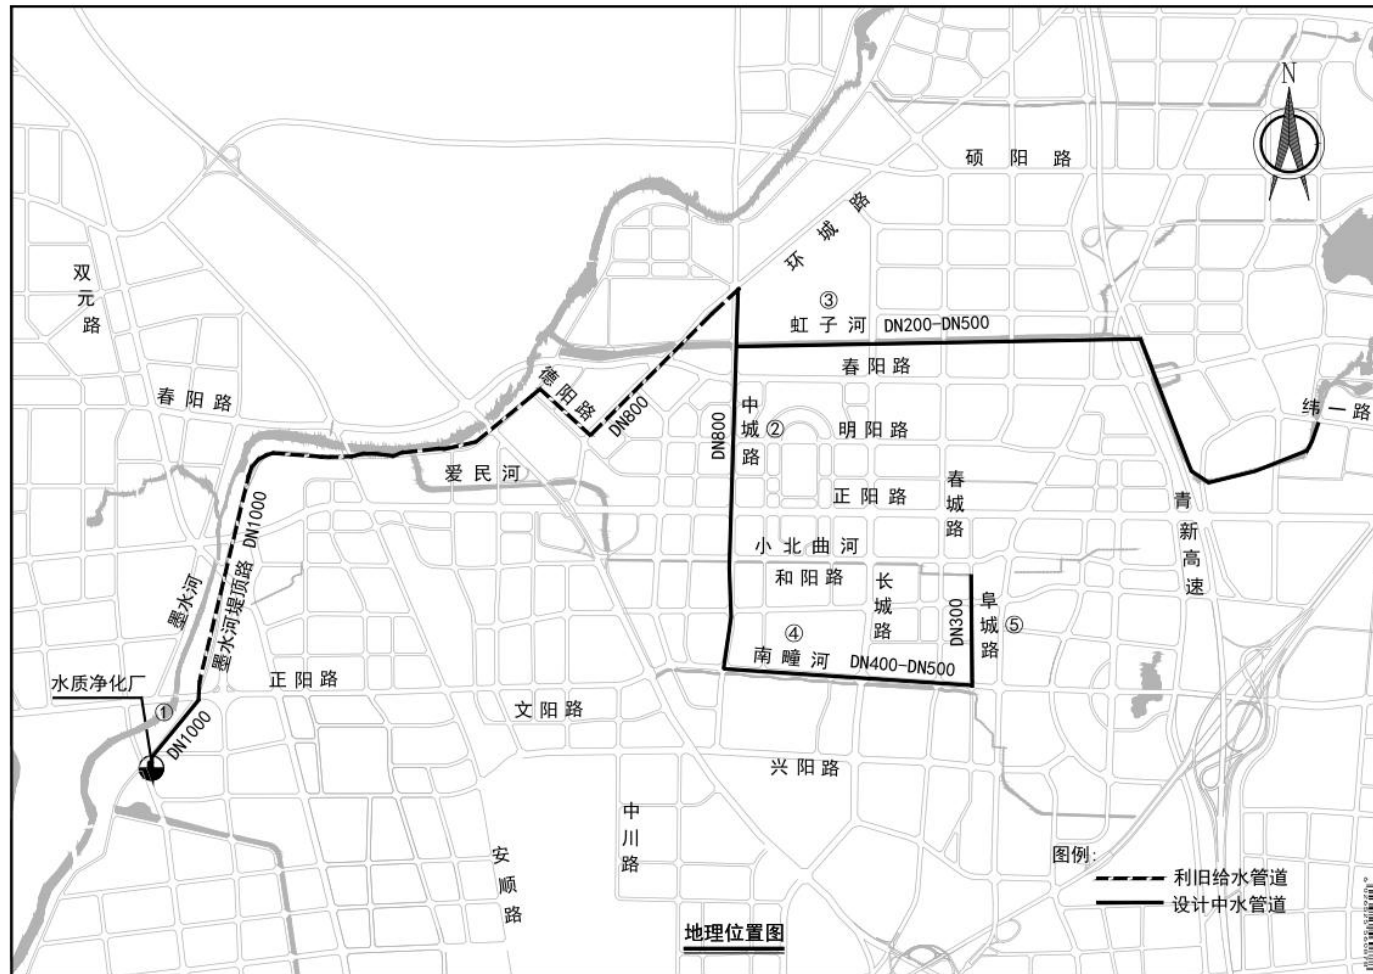 N
硕阳路
环城路
双元路
③
虹子河 DN200-DN500
春阳路
德阳路
DN800
春阳路
纬一路
DN800
中城路
②
明阳路
爱民河
正阳路
春城路
青新高速
墨水河堤顶路 DN1000
墨水河
小北曲河
和阳路
长城路
DN300
阜城路
⑤
④
南疃河 DN400-DN500
水质净化厂
正阳路
①
DN1000
文阳路
兴阳路
中川路
安顺路
图例:
利旧给水管道
设计中水管道
地理位置图